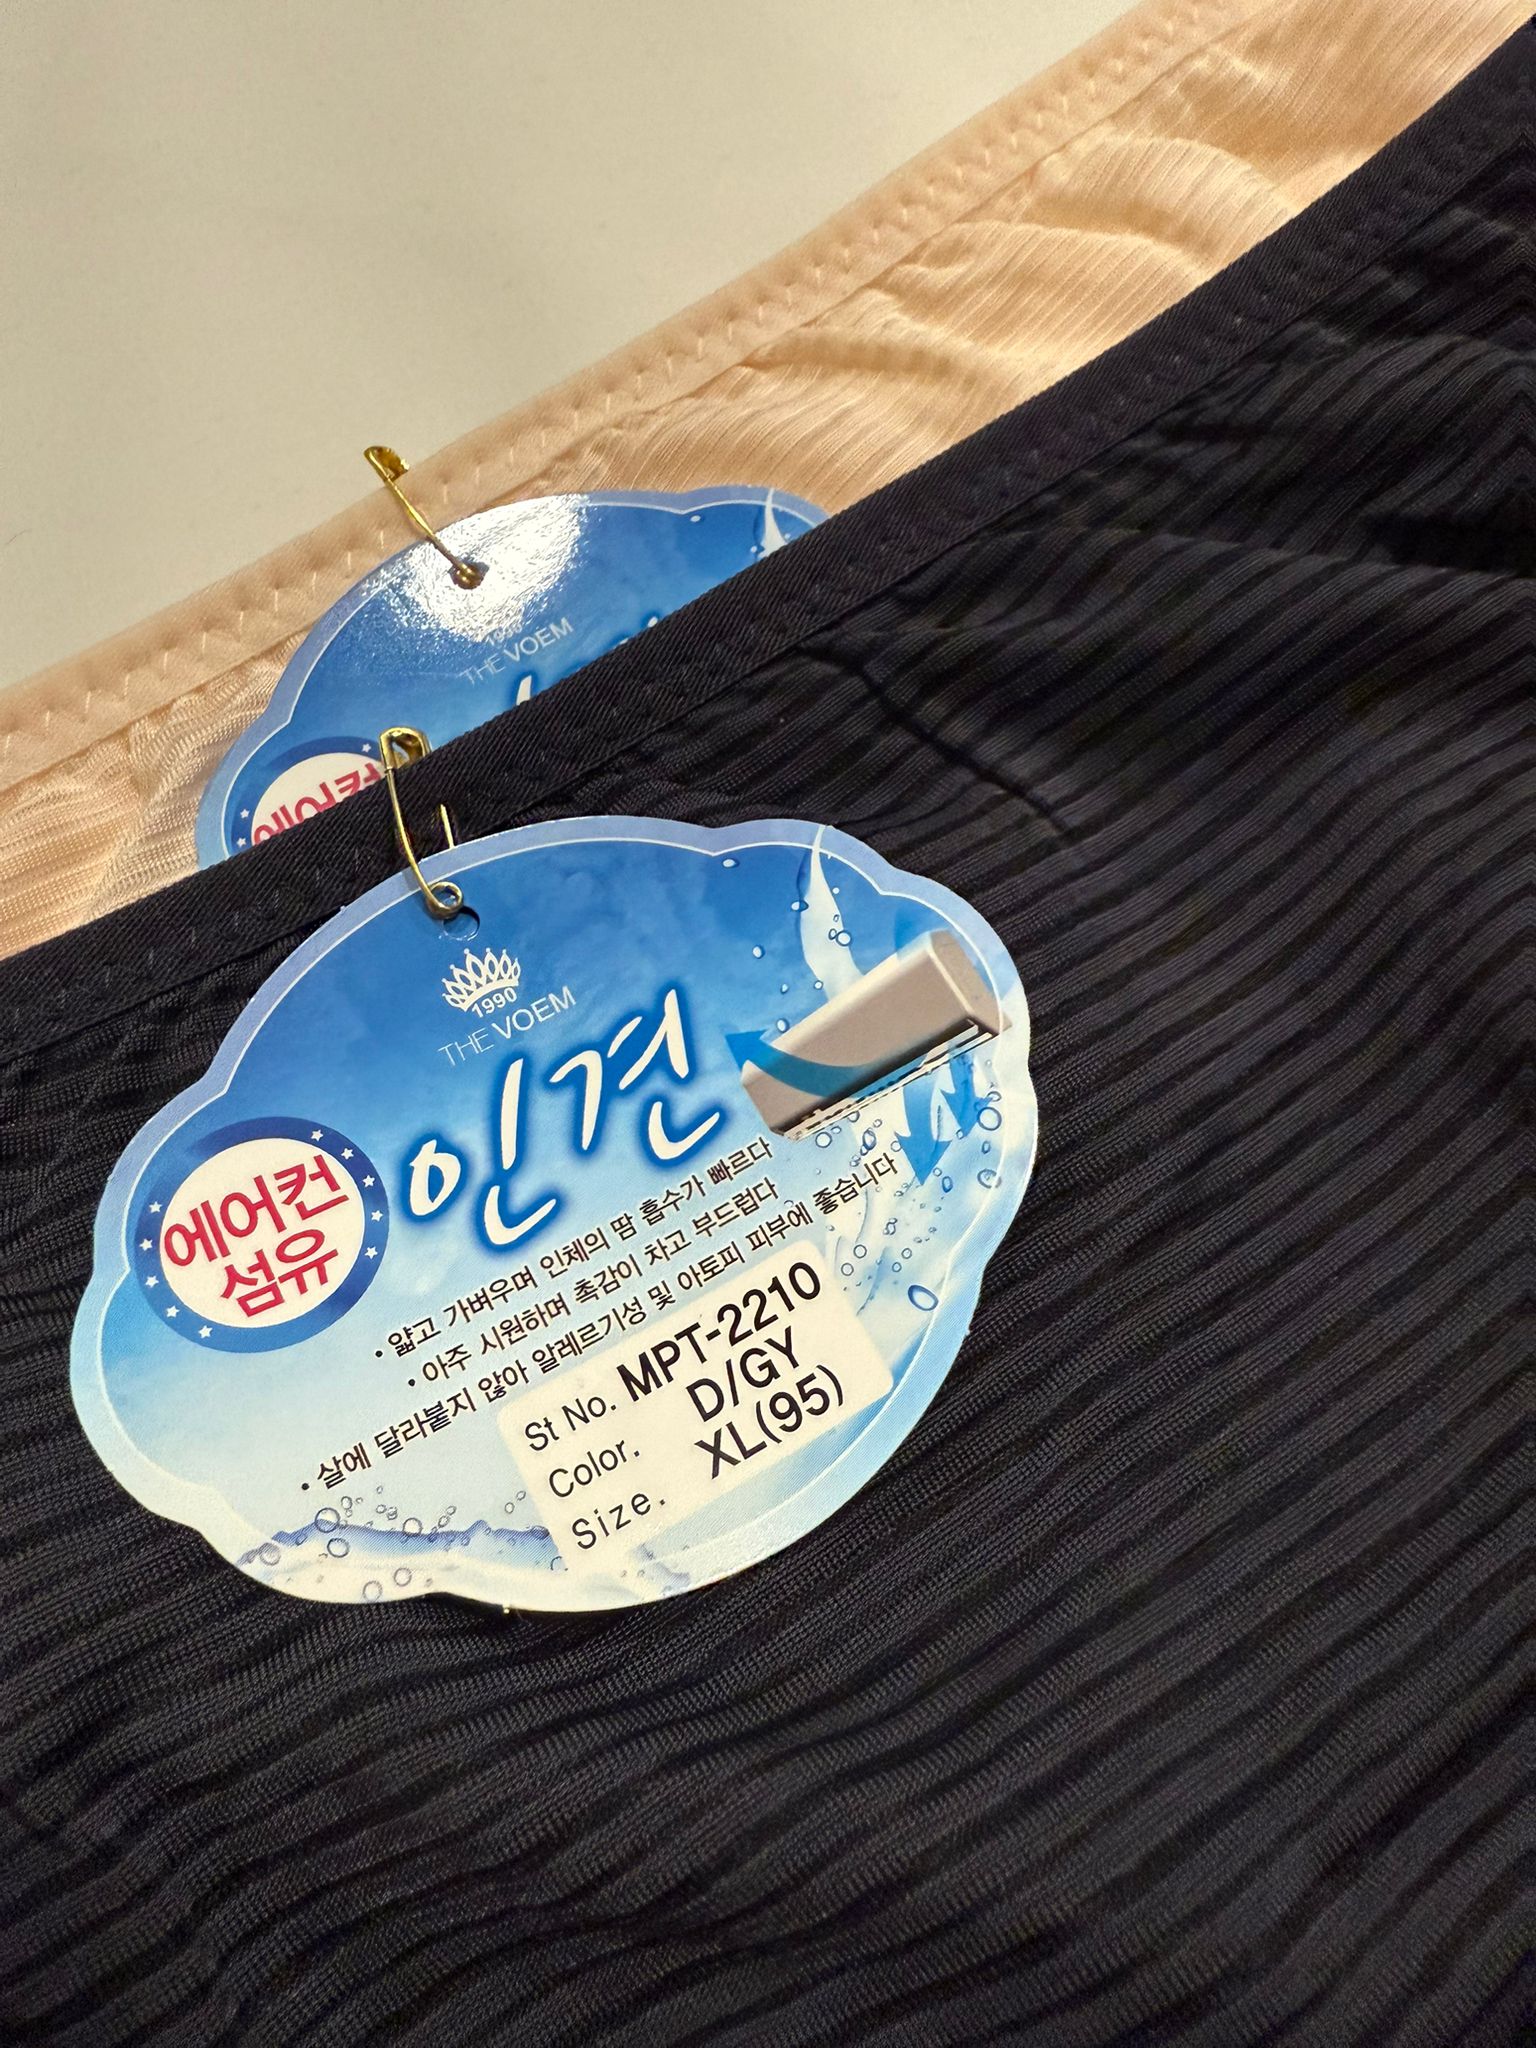 THE VOEM
에어컨
1990
THE VOEM
인견
에어컨
섬유
• 얇고 가벼우며 인체의 땀 흡수가 빠르다
• 아주 시원하며 촉감이 차고 부드럽다
• 살에 달라붙지 않아 알레르기성 및 아토피 피부에 좋습니다
St No. MPT-2210
Color. D/GY
Size. XL(95)